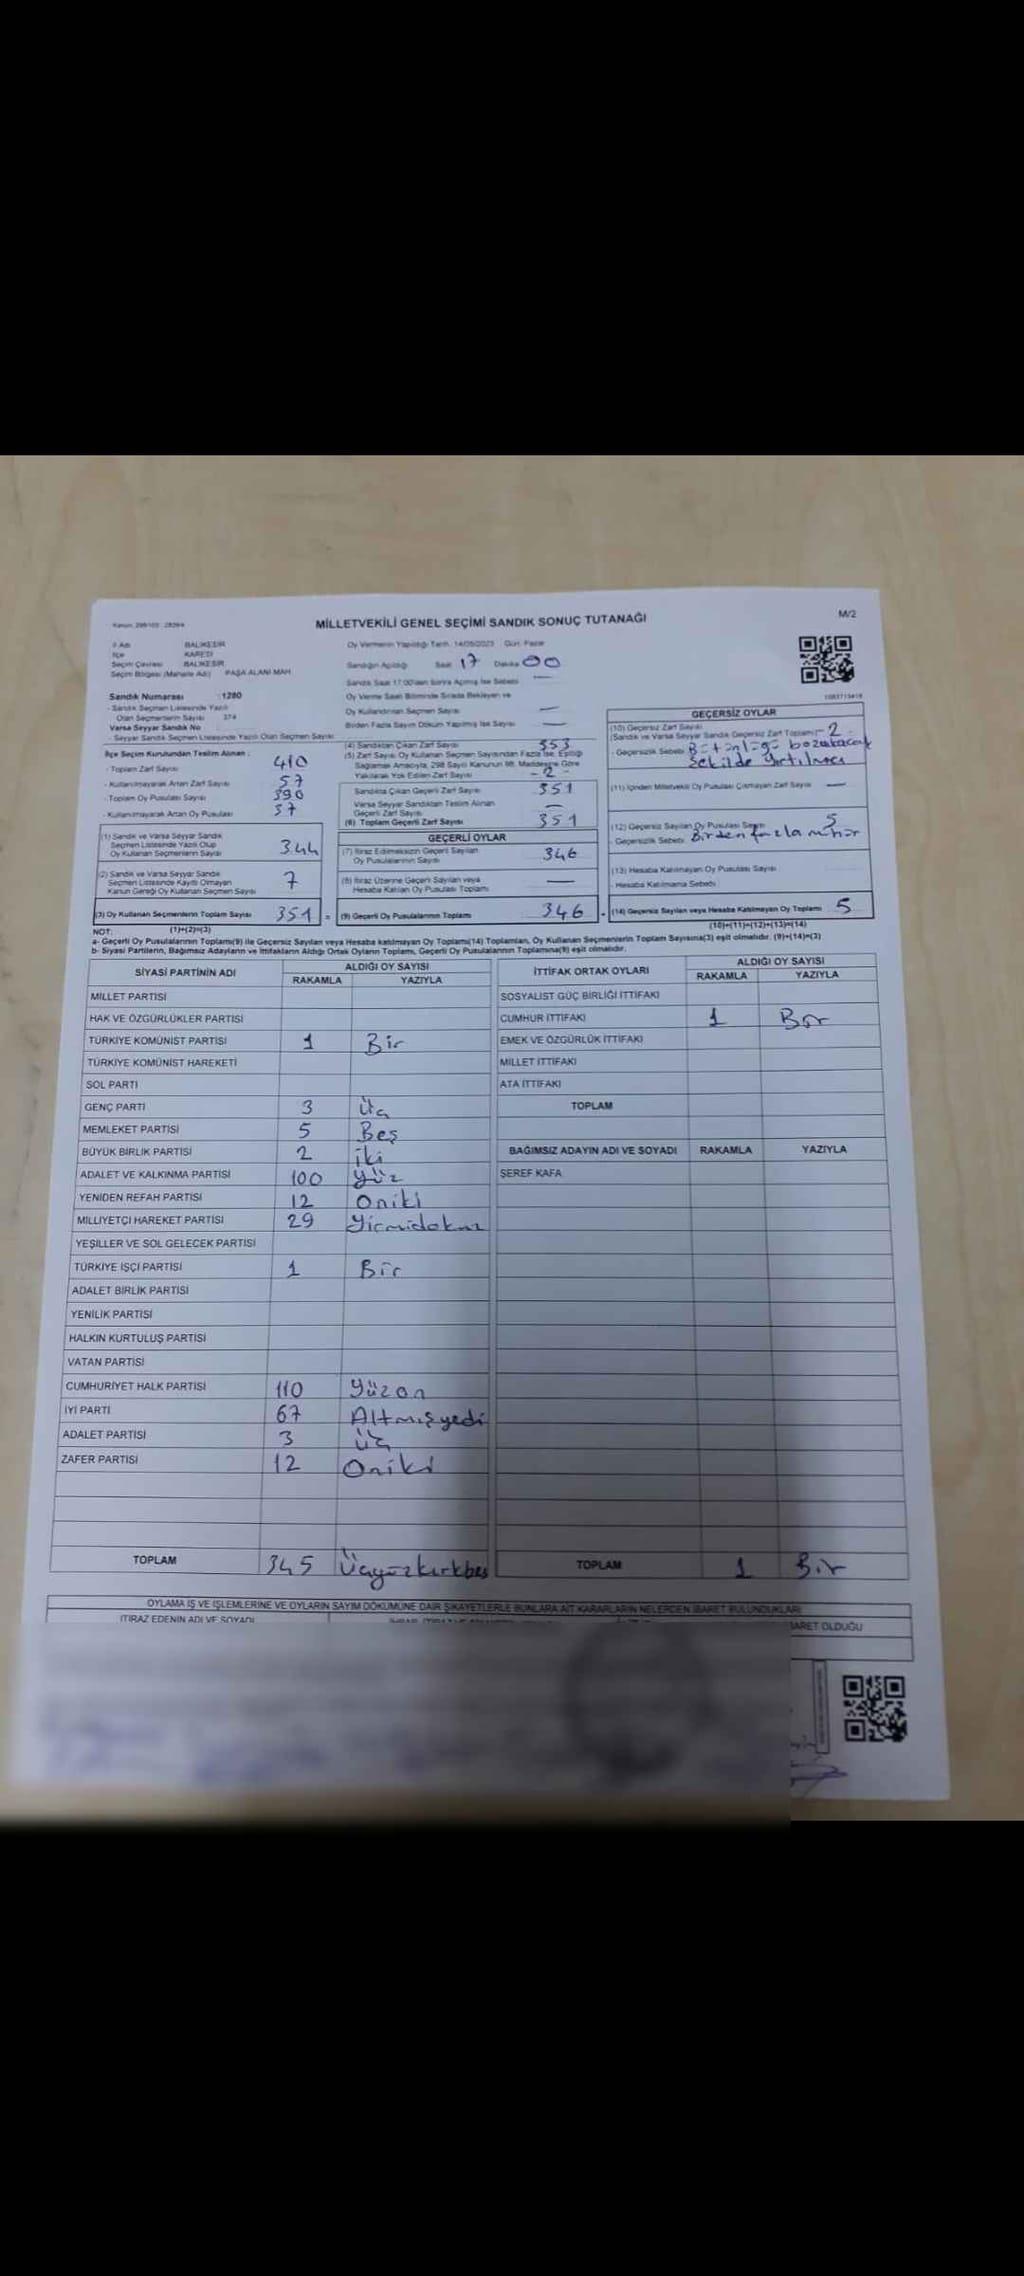 Kanun: 298/105 : 2839/4
MİLLETVEKİLİ GENEL SEÇİMİ SANDIK SONUÇ TUTANAĞI
M/2
İl Adı BALIKESİR
İlçe KARESİ
Seçim Çevresi BALIKESİR
Seçim Bölgesi (Mahalle Adı) PAŞA ALANI MAH.
Sandık Numarası :1280
- Sandık Seçmen Listesinde Yazılı
Olan Seçmenlerin Sayısı 374
Varsa Seyyar Sandık No
- Seyyar Sandık Seçmen Listesinde Yazılı Olan Seçmen Sayısı
Oy Vermenin Yapıldığı Tarih: 14/05/2023 Gün: Pazar
Sandığın Açıldığı Saat 17 Dakika 00
Sandık Saat 17:00'den Sonra Açılmış İse Sebebi —
Oy Verme Saati Bitiminde Sırada Bekleyen ve
Oy Kullandırılan Seçmen Sayısı —
Birden Fazla Sayım Döküm Yapılmış İse Sayısı —
İlçe Seçim Kurulundan Teslim Alınan :
- Toplam Zarf Sayısı 410
- Kullanılmayarak Artan Zarf Sayısı 57
- Toplam Oy Pusulası Sayısı 390
- Kullanılmayarak Artan Oy Pusulası 37
(1) Sandık ve Varsa Seyyar Sandık
Seçmen Listesinde Yazılı Olup
Oy Kullanan Seçmenlerin Sayısı 344
(2) Sandık ve Varsa Seyyar Sandık
Seçmen Listesinde Kayıtlı Olmayan
Kanun Gereği Oy Kullanan Seçmen Sayısı 7
(3) Oy Kullanan Seçmenlerin Toplam Sayısı 351 =
(4) Sandıktan Çıkan Zarf Sayısı 353
(5) Zarf Sayısı, Oy Kullanan Seçmen Sayısından Fazla İse, Eşitliği
Sağlamak Amacıyla, 298 Sayılı Kanunun 98. Maddesine Göre
Yakılarak Yok Edilen Zarf Sayısı - 2 -
Sandıkta Çıkan Geçerli Zarf Sayısı 351
Varsa Seyyar Sandıktan Teslim Alınan
Geçerli Zarf Sayısı —
(6) Toplam Geçerli Zarf Sayısı 351
GEÇERLİ OYLAR
(7) İtiraz Edilmeksizin Geçerli Sayılan
Oy Pusulalarının Sayısı 346
(8) İtiraz Üzerine Geçerli Sayılan veya
Hesaba Katılan Oy Pusulası Toplamı —
(9) Geçerli Oy Pusulalarının Toplamı 346 +
GEÇERSİZ OYLAR
(10) Geçersiz Zarf Sayısı
(Sandık ve Varsa Seyyar Sandık Geçersiz Zarf Toplamı) - 2
- Geçersizlik Sebebi Bütünlüğü bozulacak
Şekilde yırtılması
(11) İçinden Milletvekili Oy Pusulası Çıkmayan Zarf Sayısı —
(12) Geçersiz Sayılan Oy Pusulası Sayısı 5
- Geçersizlik Sebebi Birden fazla mühür
(13) Hesaba Katılmayan Oy Pusulası Sayısı
- Hesaba Katılmama Sebebi
(14) Geçersiz Sayılan veya Hesaba Katılmayan Oy Toplamı 5
NOT: (1)+(2)=(3) (10)+(11)+(12)+(13)=(14)
a- Geçerli Oy Pusulalarının Toplamı(9) ile Geçersiz Sayılan veya Hesaba katılmayan Oy Toplamı(14) Toplamları, Oy Kullanan Seçmenlerin Toplam Sayısına(3) eşit olmalıdır. (9)+(14)=(3)
b- Siyasi Partilerin, Bağımsız Adayların ve İttifakların Aldığı Ortak Oyların Toplamı, Geçerli Oy Pusulalarının Toplamına(9) eşit olmalıdır.
SİYASİ PARTİNİN ADI ALDIĞI OY SAYISI
RAKAMLA YAZIYLA
MİLLET PARTİSİ
HAK VE ÖZGÜRLÜKLER PARTİSİ
TÜRKİYE KOMÜNİST PARTİSİ 1 Bir
TÜRKİYE KOMÜNİST HAREKETİ
SOL PARTİ
GENÇ PARTİ 3 Üç
MEMLEKET PARTİSİ 5 Beş
BÜYÜK BİRLİK PARTİSİ 2 iki
ADALET VE KALKINMA PARTİSİ 100 Yüz
YENİDEN REFAH PARTİSİ 12 Oniki
MİLLİYETÇİ HAREKET PARTİSİ 29 Yirmidokuz
YEŞİLLER VE SOL GELECEK PARTİSİ
TÜRKİYE İŞÇİ PARTİSİ 1 Bir
ADALET BİRLİK PARTİSİ
YENİLİK PARTİSİ
HALKIN KURTULUŞ PARTİSİ
VATAN PARTİSİ
CUMHURİYET HALK PARTİSİ 110 Yüzon
İYİ PARTİ 67 Altmışyedi
ADALET PARTİSİ 3 Üç
ZAFER PARTİSİ 12 Oniki
TOPLAM 345 Üçyüzkırkbeş
İTTİFAK ORTAK OYLARI ALDIĞI OY SAYISI
RAKAMLA YAZIYLA
SOSYALİST GÜÇ BİRLİĞİ İTTİFAKI
CUMHUR İTTİFAKI 1 Bir
EMEK VE ÖZGÜRLÜK İTTİFAKI
MİLLET İTTİFAKI
ATA İTTİFAKI
TOPLAM
BAĞIMSIZ ADAYIN ADI VE SOYADI RAKAMLA YAZIYLA
ŞEREF KAFA
TOPLAM 1 Bir
OYLAMA İŞ VE İŞLEMLERİNE VE OYLARIN SAYIM DÖKÜMÜNE DAİR ŞİKAYETLERLE BUNLARA AİT KARARLARIN NELERDEN İBARET BULUNDUKLARI
İTİRAZ EDENİN ADI VE SOYADI
BARET OLDUĞU